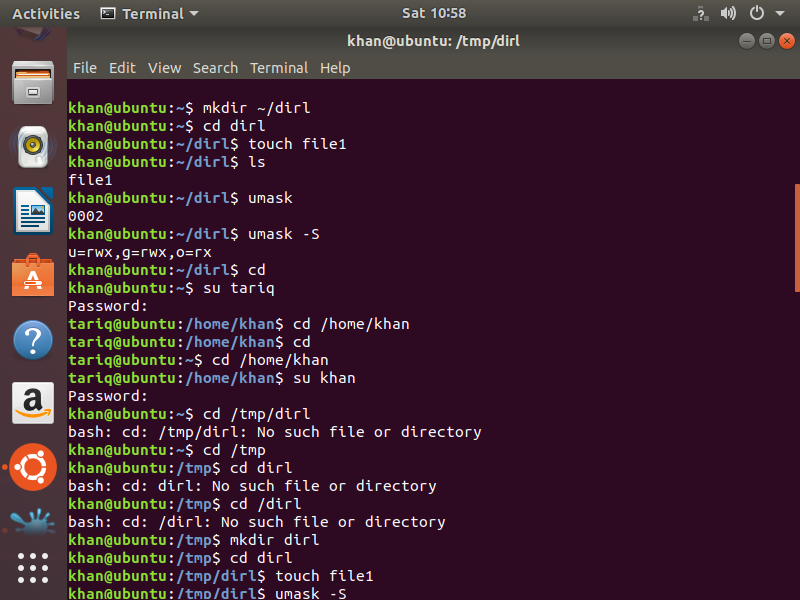 Activities Terminal Sat 10:58
khan@ubuntu: /tmp/dirl
File Edit View Search Terminal Help
khan@ubuntu:~$ mkdir ~/dirl
khan@ubuntu:~$ cd dirl
khan@ubuntu:~/dirl$ touch file1
khan@ubuntu:~/dirl$ ls
file1
khan@ubuntu:~/dirl$ umask
0002
khan@ubuntu:~/dirl$ umask -S
u=rwx,g=rwx,o=rx
khan@ubuntu:~/dirl$ cd
khan@ubuntu:~$ su tariq
Password:
tariq@ubuntu:/home/khan$ cd /home/khan
tariq@ubuntu:/home/khan$ cd
tariq@ubuntu:~$ cd /home/khan
tariq@ubuntu:/home/khan$ su khan
Password:
khan@ubuntu:~$ cd /tmp/dirl
bash: cd: /tmp/dirl: No such file or directory
khan@ubuntu:~$ cd /tmp
khan@ubuntu:/tmp$ cd dirl
bash: cd: dirl: No such file or directory
khan@ubuntu:/tmp$ cd /dirl
bash: cd: /dirl: No such file or directory
khan@ubuntu:/tmp$ mkdir dirl
khan@ubuntu:/tmp$ cd dirl
khan@ubuntu:/tmp/dirl$ touch file1
khan@ubuntu:/tmp/dirl$ umask -S